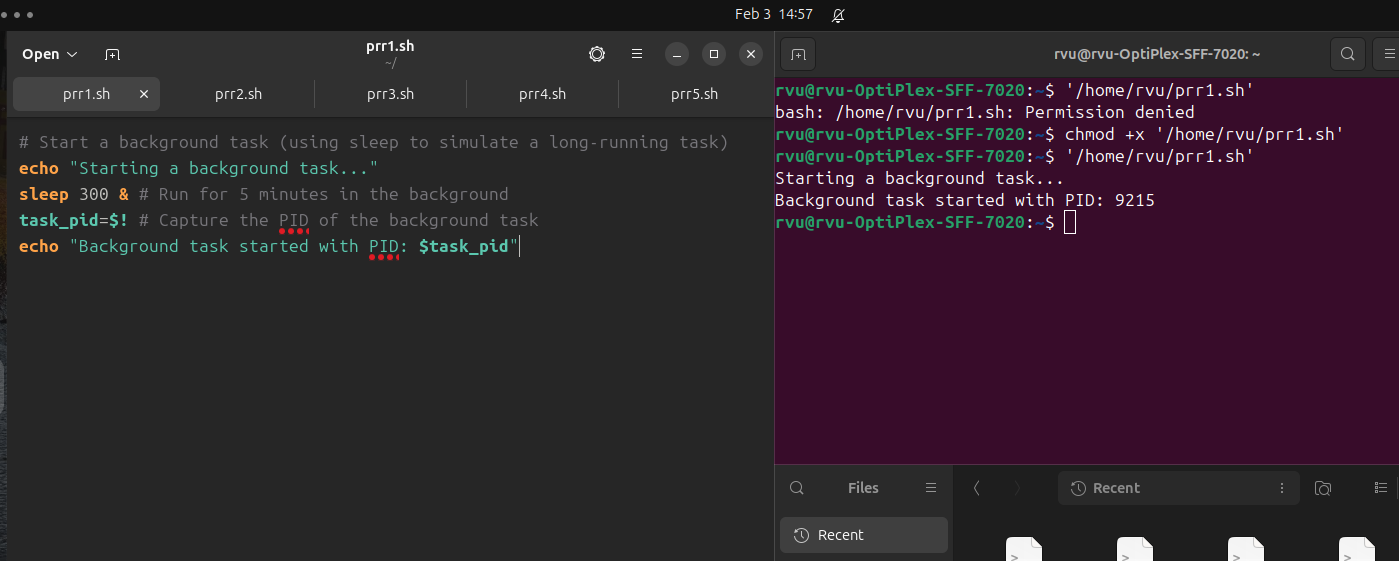 Feb 3 14:57
Open
prr1.sh
~/
prr1.sh
prr2.sh
prr3.sh
prr4.sh
prr5.sh
# Start a background task (using sleep to simulate a long-running task)
echo "Starting a background task..."
sleep 300 & # Run for 5 minutes in the background
task_pid=$! # Capture the PID of the background task
echo "Background task started with PID: $task_pid"
rvu@rvu-OptiPlex-SFF-7020: ~
rvu@rvu-OptiPlex-SFF-7020:~$ '/home/rvu/prr1.sh'
bash: /home/rvu/prr1.sh: Permission denied
rvu@rvu-OptiPlex-SFF-7020:~$ chmod +x '/home/rvu/prr1.sh'
rvu@rvu-OptiPlex-SFF-7020:~$ '/home/rvu/prr1.sh'
Starting a background task...
Background task started with PID: 9215
rvu@rvu-OptiPlex-SFF-7020:~$
Files
Recent
Recent